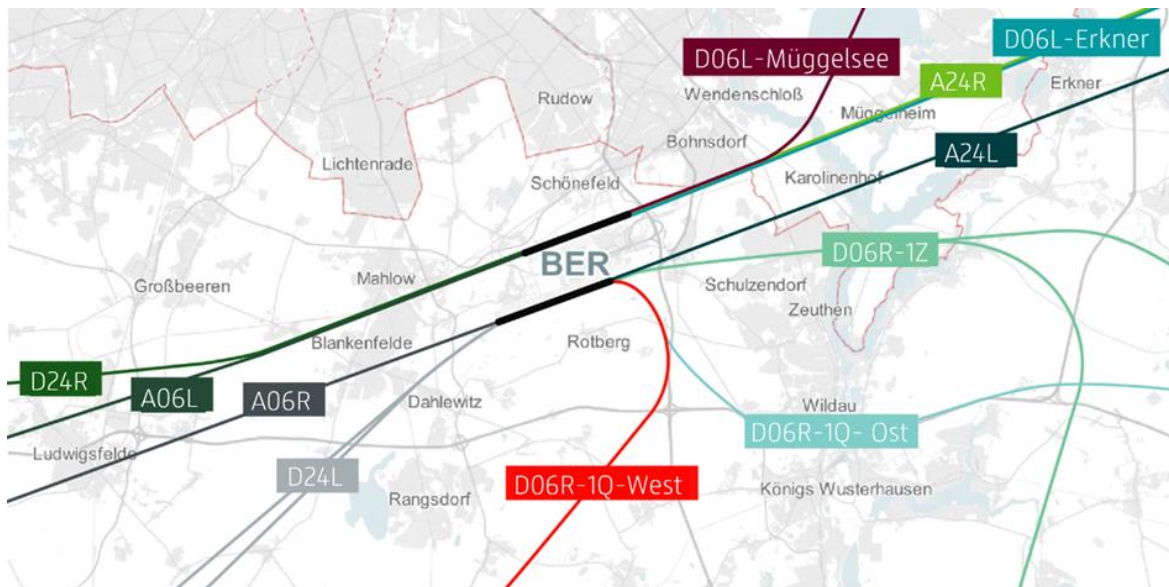 D06L-Müggelsee
D06L-Erkner
A24R
Erkner
Wendenschloß
Rudow
Müggelheim
Bohnsdorf
A24L
Lichtenrade
Karolinenhof
Schönefeld
D06R-1Z
BER
Mahlow
Großbeeren
Schulzendorf
Zeuthen
Blankenfelde
Rotberg
D24R
A06L
A06R
Dahlewitz
Wildau
D06R-1Q- Ost
Ludwigsfelde
D24L
D06R-1Q-West
Rangsdorf
Königs Wusterhausen